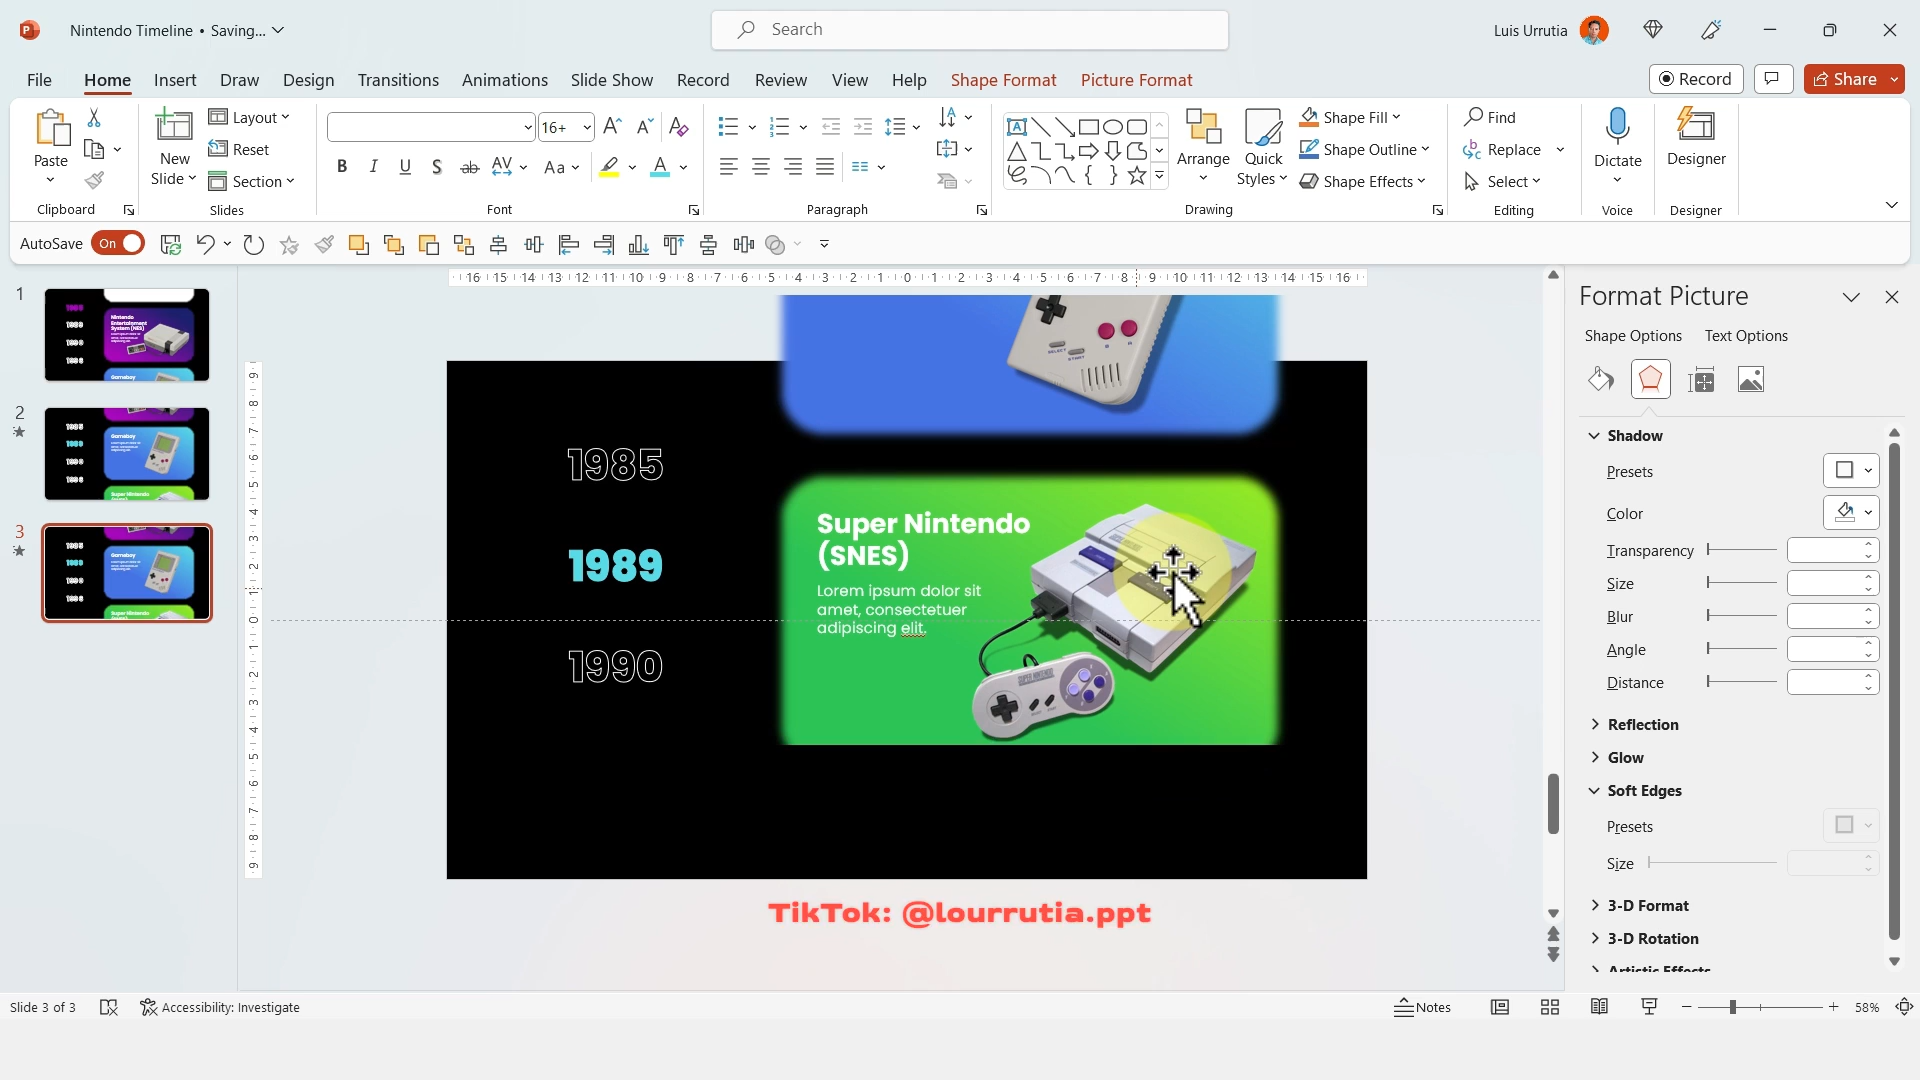 Nintendo Timeline • Saving...
Search
Luis Urrutia
File Home Insert Draw Design Transitions Animations Slide Show Record Review View Help Shape Format Picture Format
Record
Share
Paste
New Slide
Layout
Reset
Section
16+
Shape Fill
Shape Outline
Shape Effects
Arrange
Quick Styles
Find
Replace
Select
Dictate
Designer
Clipboard
Slides
Font
Paragraph
Drawing
Editing
Voice
Designer
AutoSave On
1
2
3
1985
1989
1990
Super Nintendo
(SNES)
Lorem ipsum dolor sit
amet, consectetuer
adipiscing elit.
TikTok: @lourrutia.ppt
Format Picture
Shape Options Text Options
Shadow
Presets
Color
Transparency
Size
Blur
Angle
Distance
Reflection
Glow
Soft Edges
Presets
Size
3-D Format
3-D Rotation
Artistic Effects
Slide 3 of 3
Accessibility: Investigate
Notes
58%